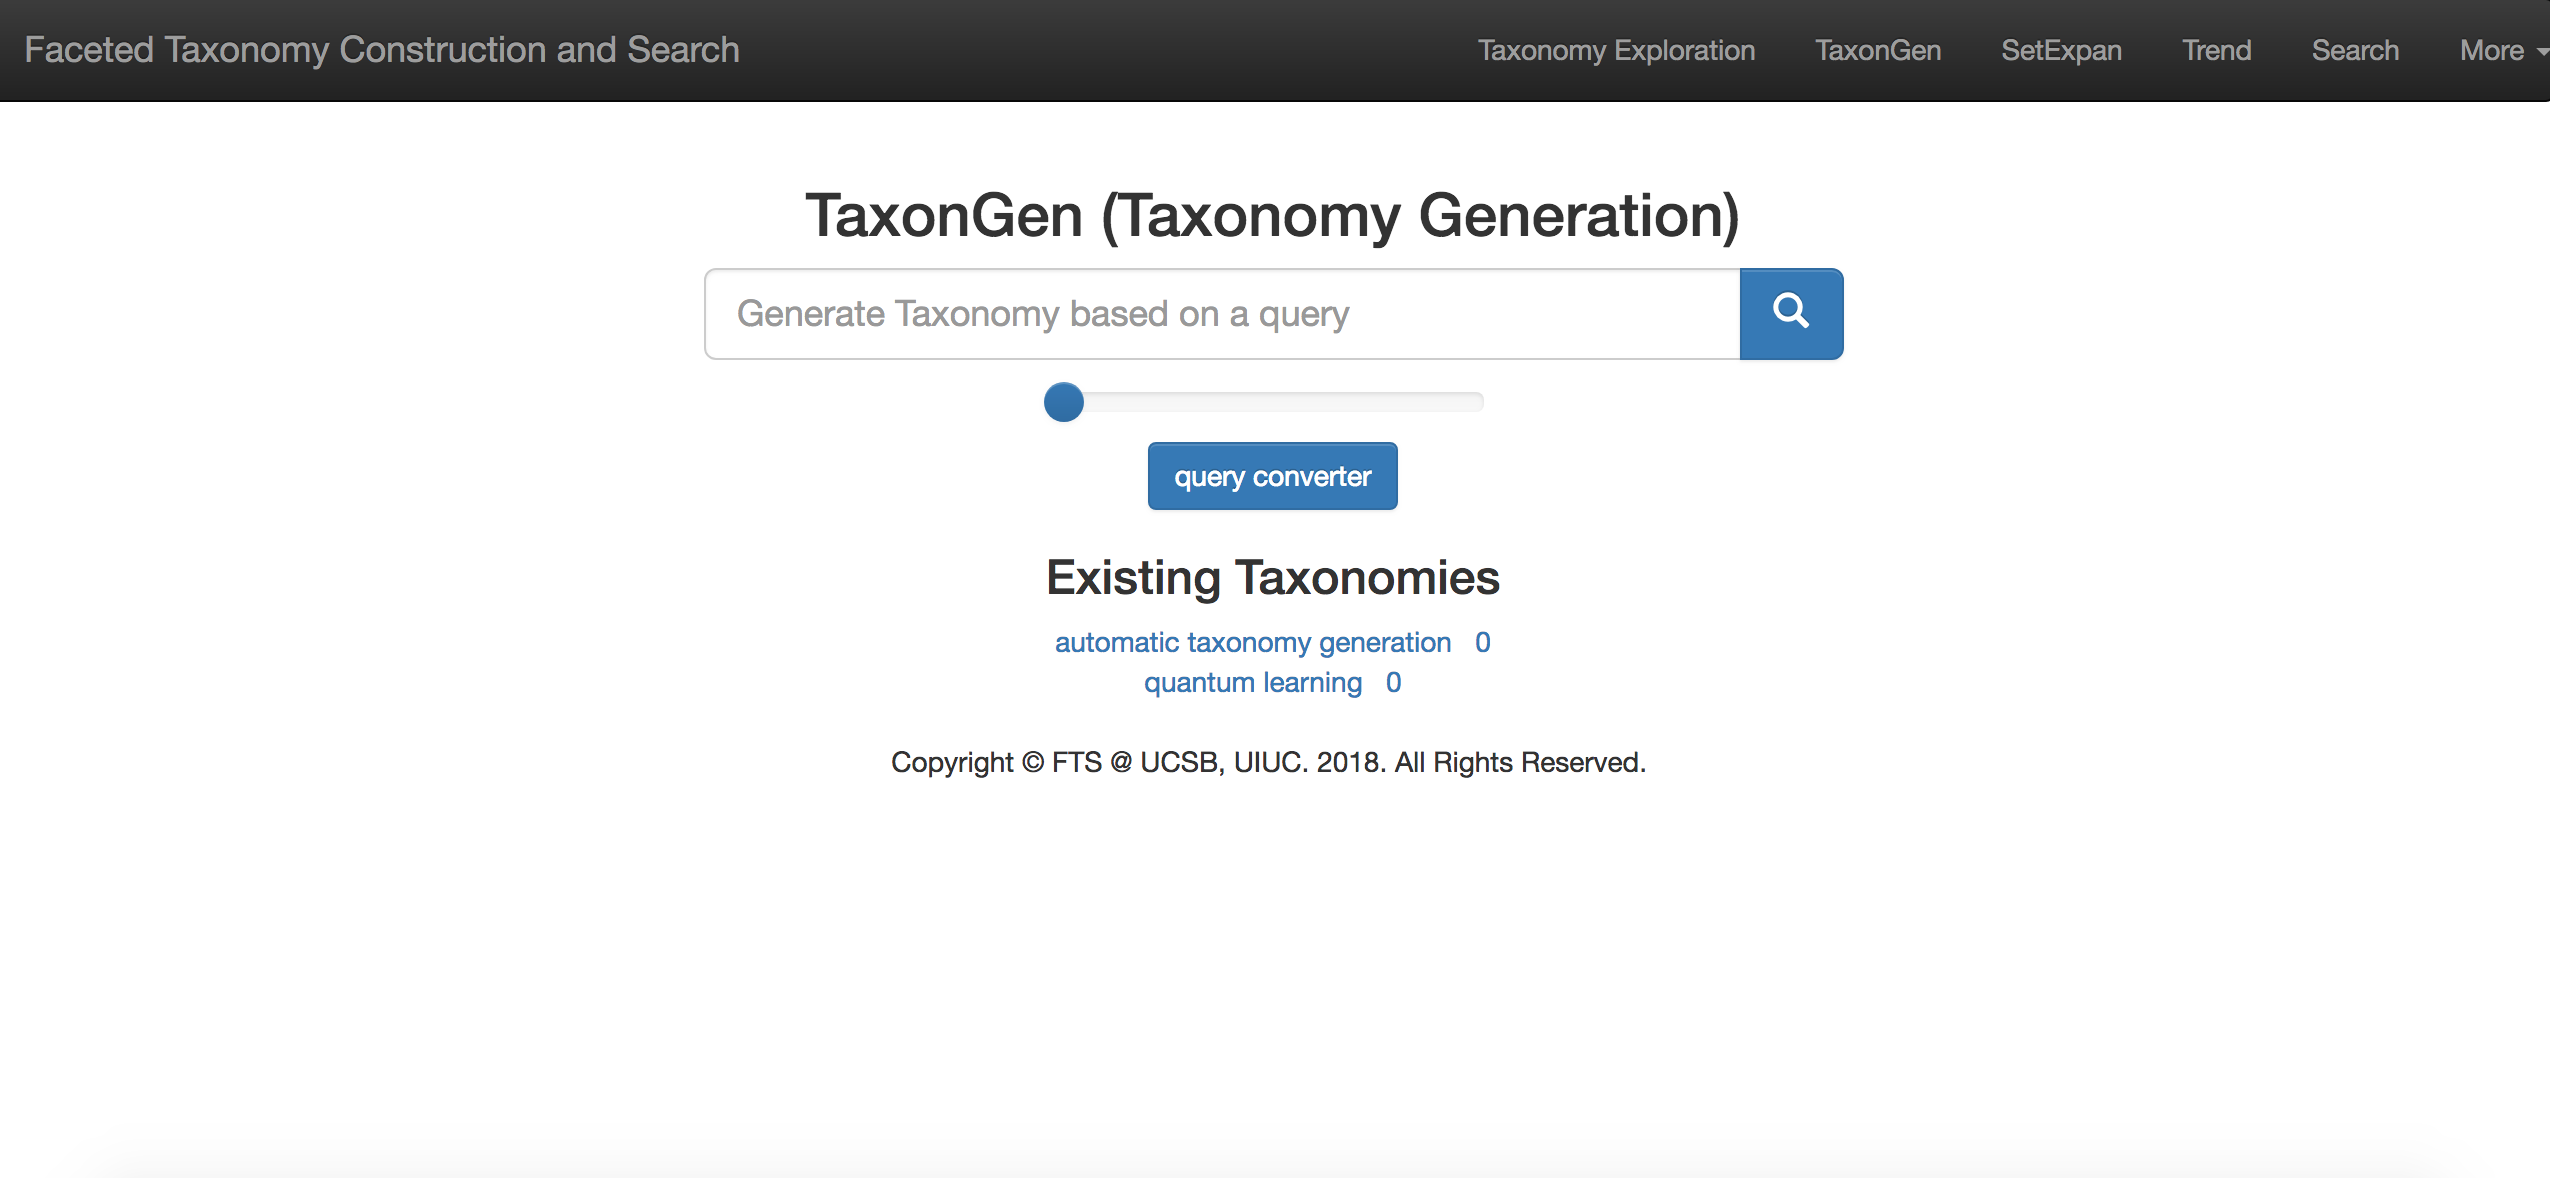 Faceted Taxonomy Construction and Search Taxonomy Exploration TaxonGen SetExpan Trend Search More
TaxonGen (Taxonomy Generation)
Generate Taxonomy based on a query
query converter
Existing Taxonomies
automatic taxonomy generation 0
quantum learning 0
Copyright © FTS @ UCSB, UIUC. 2018. All Rights Reserved.